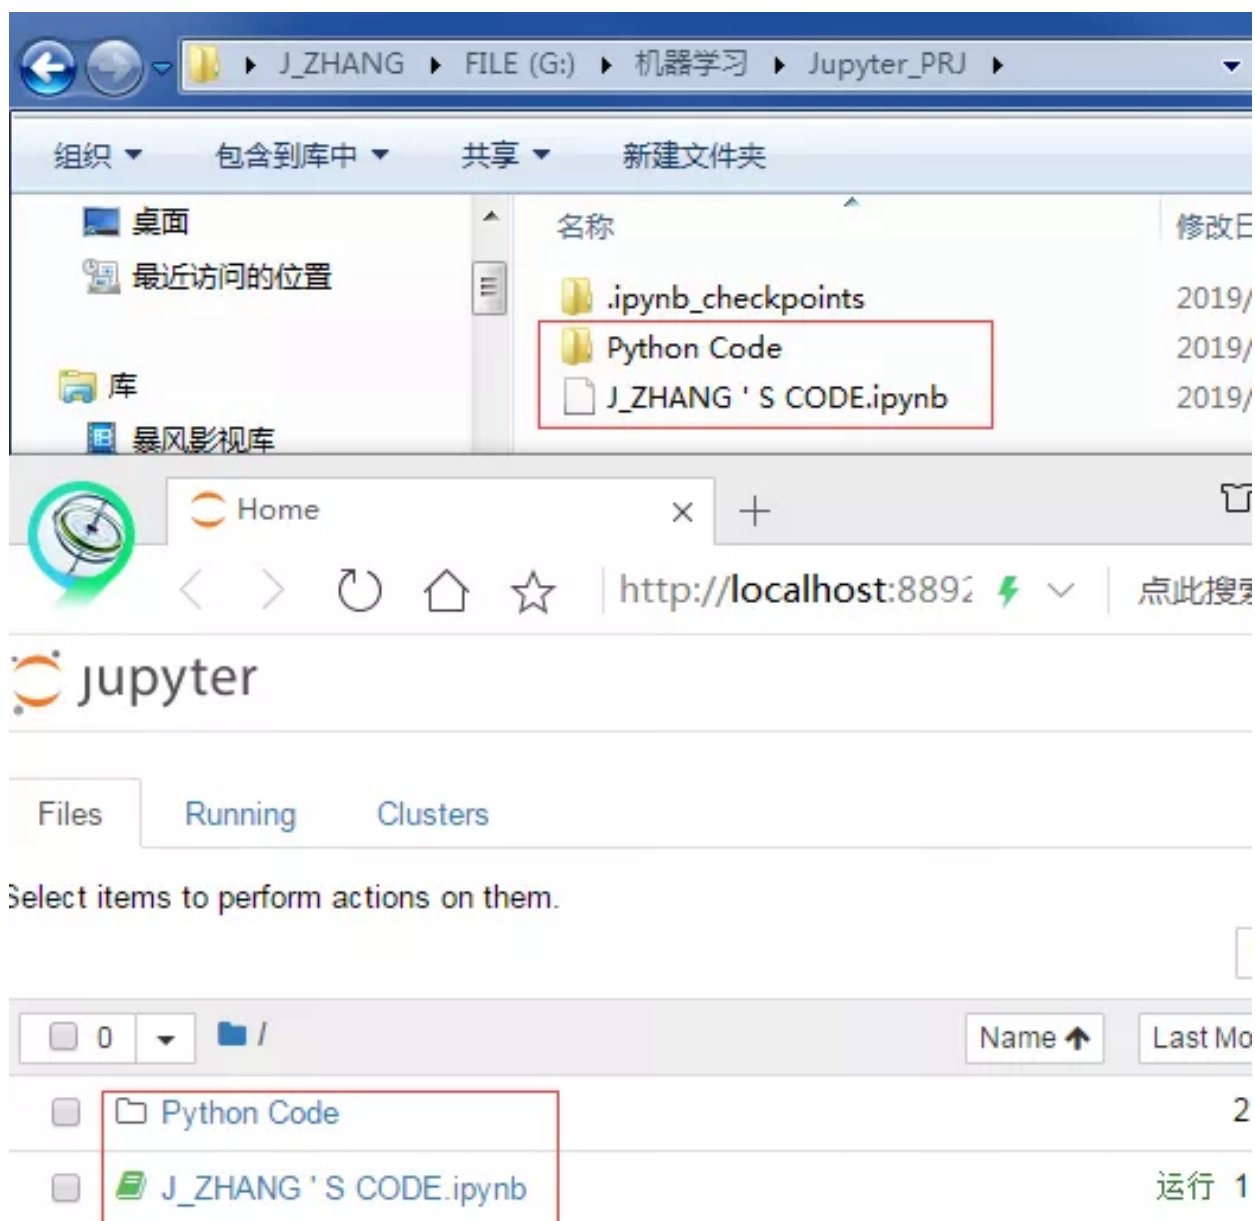 J_ZHANG FILE (G:) 机器学习 Jupyter_PRJ
组织 包含到库中 共享 新建文件夹
桌面 名称 修改
最近访问的位置
.ipynb_checkpoints 2019/
库 Python Code 2019/
J_ZHANG ' S CODE.ipynb 2019/
暴风影视库
Home
http://localhost:8892 点此搜索
jupyter
Files Running Clusters
Select items to perform actions on them.
0 / Name Last Mo
Python Code 2
J_ZHANG ' S CODE.ipynb 运行 1